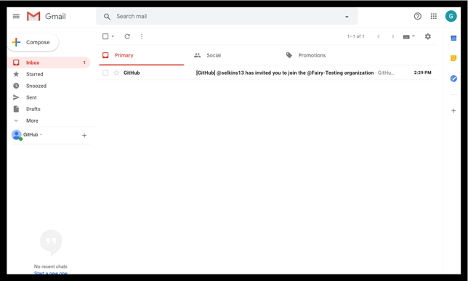 Gmail
Search mail
G
Compose
1–1 of 1
Inbox 1
Primary
Social
Promotions
Starred
GitHub
[GitHub] @selkins13 has invited you to join the @Fairy-Testing organization - GitHu...
2:29 PM
Snoozed
Sent
Drafts
More
GitHub
No recent chats
Start a new one